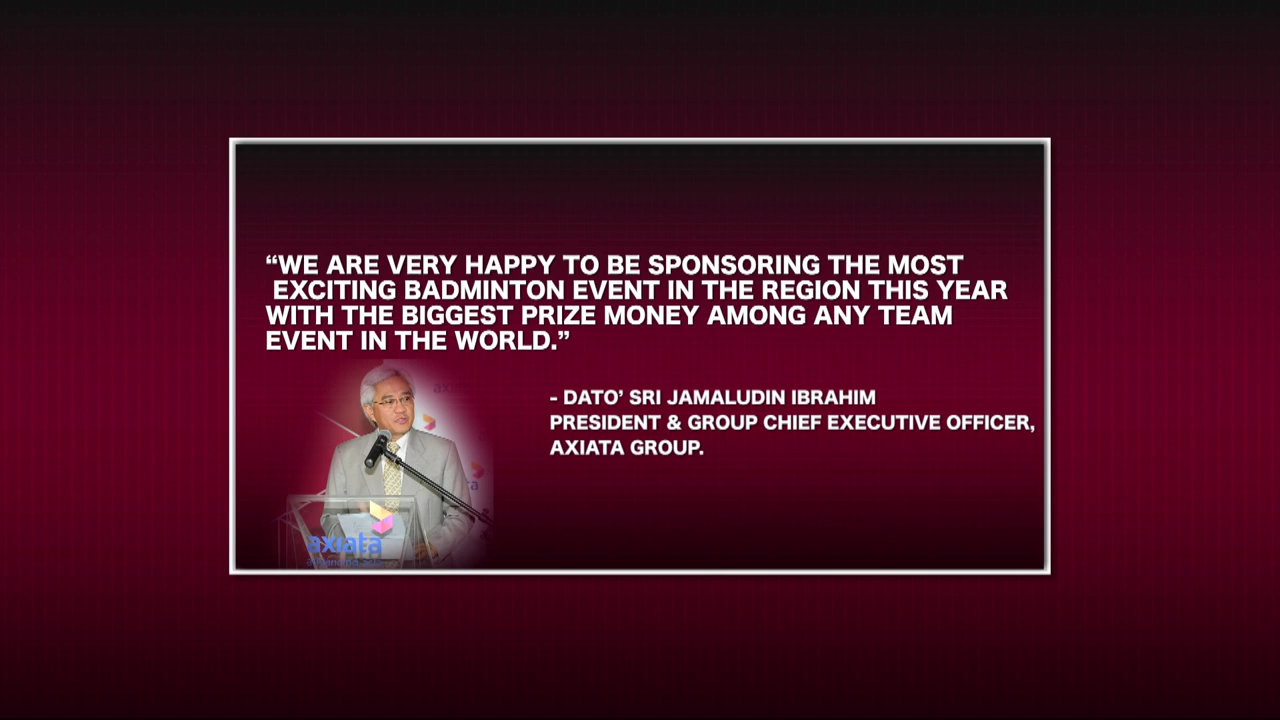 “WE ARE VERY HAPPY TO BE SPONSORING THE MOST
EXCITING BADMINTON EVENT IN THE REGION THIS YEAR
WITH THE BIGGEST PRIZE MONEY AMONG ANY TEAM
EVENT IN THE WORLD.”
- DATO’ SRI JAMALUDIN IBRAHIM
PRESIDENT & GROUP CHIEF EXECUTIVE OFFICER,
AXIATA GROUP.
axiata